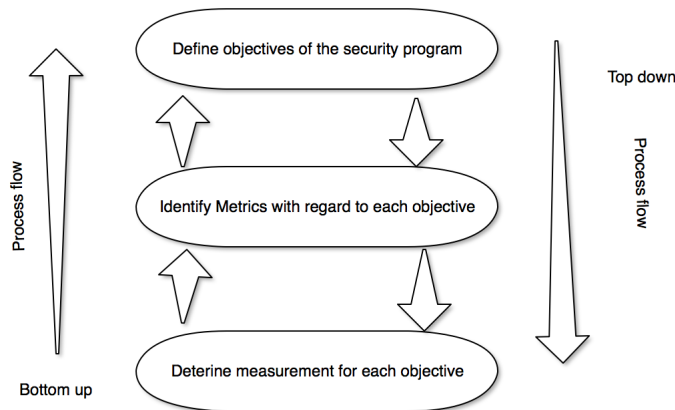 Define objectives of the security program
Top down
Process flow
Identify Metrics with regard to each objective
Process flow
Deterine measurement for each objective
Bottom up